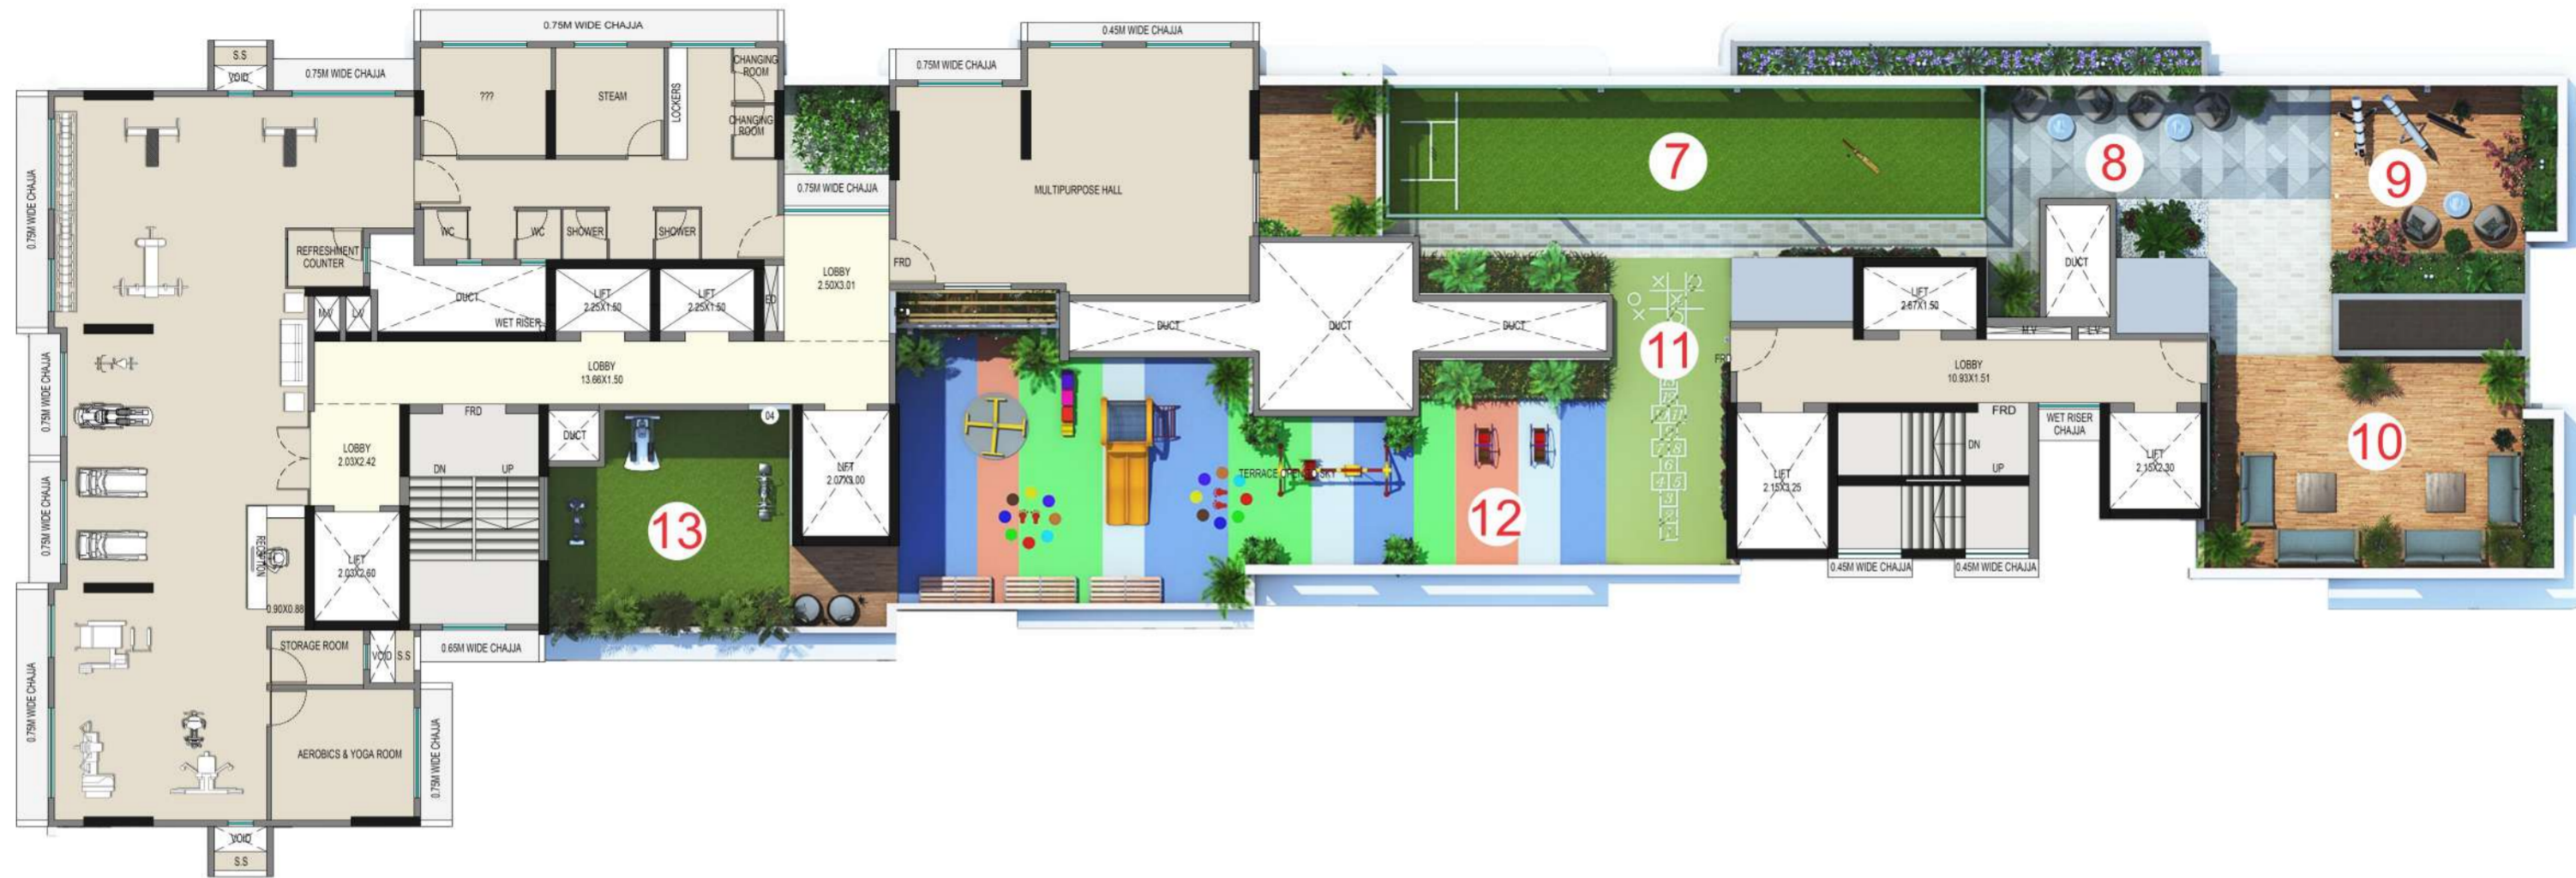 0.75M WIDE CHAJJA
0.45M WIDE CHAJJA
S.S
VOID
0.75M WIDE CHAJJA
0.75M WIDE CHAJJA
CHANGING
ROOM
???
STEAM
LOCKERS
CHANGING
ROOM
7
8
9
0.75M WIDE CHAJJA
0.75M WIDE CHAJJA
MULTIPURPOSE HALL
WC
WC
SHOWER
SHOWER
REFRESHMENT
COUNTER
FRD
LOBBY
2.50X3.01
DUCT
DUCT
LIFT
2.25X1.50
LIFT
2.25X1.50
ED
LIFT
2.67X1.50
M.V
L.V
WET RISER
DUCT
DUCT
DUCT
11
M.V
L.V
FRD
0.75M WIDE CHAJJA
LOBBY
13.66X1.50
LOBBY
10.93X1.51
FRD
04
FRD
WET RISER
CHAJJA
10
DUCT
LOBBY
2.03X2.42
DN
UP
LIFT
2.07X3.00
TERRACE OPEN TO SKY
DN
UP
LIFT
2.15X3.25
LIFT
2.15X2.30
0.75M WIDE CHAJJA
13
12
RECEPTION
LIFT
2.03X2.60
0.45M WIDE CHAJJA
0.45M WIDE CHAJJA
0.90X0.88
STORAGE ROOM
VOID
S.S
0.65M WIDE CHAJJA
0.75M WIDE CHAJJA
AEROBICS & YOGA ROOM
0.75M WIDE CHAJJA
VOID
S.S